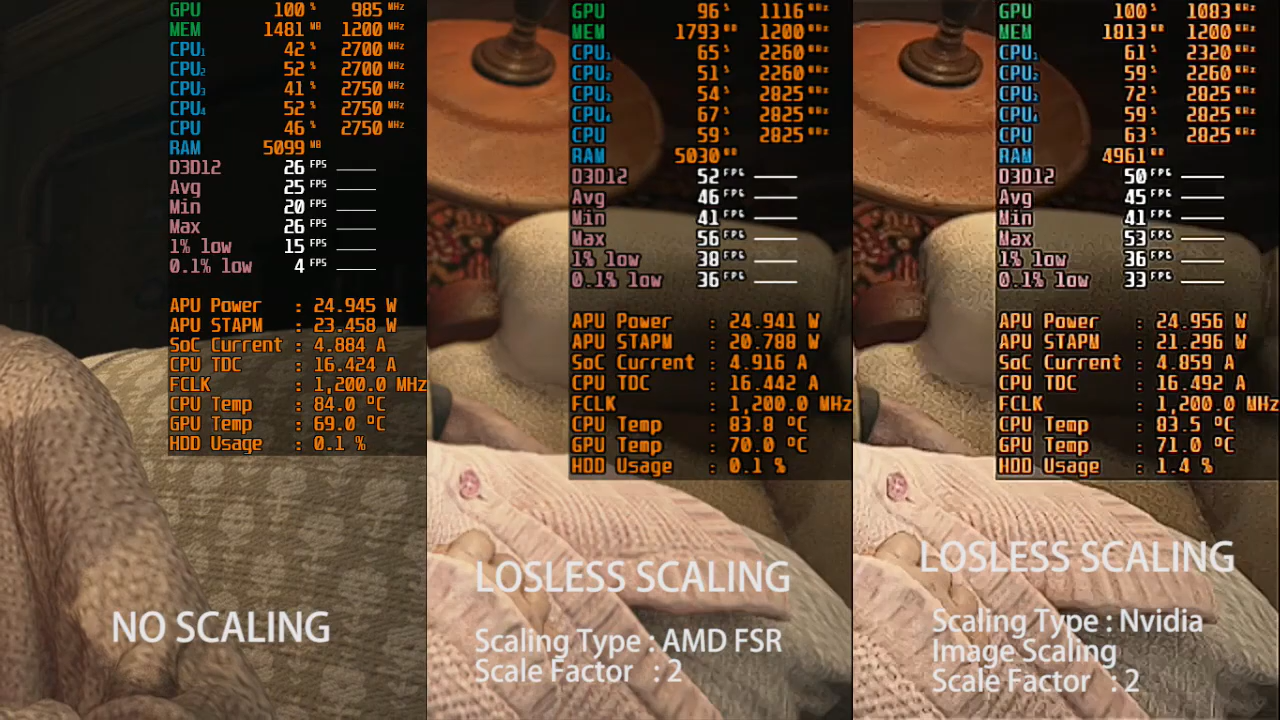 GPU 100 % 985 MHz
MEM 1481 MB 1200 MHz
CPU1 42 % 2700 MHz
CPU2 52 % 2700 MHz
CPU3 41 % 2750 MHz
CPU4 52 % 2750 MHz
CPU 46 % 2750 MHz
RAM 5099 MB
D3D12 26 FPS
Avg 25 FPS
Min 20 FPS
Max 26 FPS
1% low 15 FPS
0.1% low 4 FPS
APU Power : 24.945 W
APU STAPM : 23.458 W
SoC Current : 4.884 A
CPU TDC : 16.424 A
FCLK : 1,200.0 MHz
CPU Temp : 84.0 ºC
GPU Temp : 69.0 ºC
HDD Usage : 0.1 %
NO SCALING
GPU 96 % 1116 MHz
MEM 1793 MB 1200 MHz
CPU1 65 % 2260 MHz
CPU2 51 % 2260 MHz
CPU3 54 % 2825 MHz
CPU4 67 % 2825 MHz
CPU 59 % 2825 MHz
RAM 5030 MB
D3D12 52 FPS
Avg 46 FPS
Min 41 FPS
Max 56 FPS
1% low 38 FPS
0.1% low 36 FPS
APU Power : 24.941 W
APU STAPM : 20.788 W
SoC Current : 4.916 A
CPU TDC : 16.442 A
FCLK : 1,200.0 MHz
CPU Temp : 83.8 ºC
GPU Temp : 70.0 ºC
HDD Usage : 0.1 %
LOSLESS SCALING
Scaling Type : AMD FSR
Scale Factor : 2
GPU 100 % 1083 MHz
MEM 1813 MB 1200 MHz
CPU1 61 % 2320 MHz
CPU2 59 % 2260 MHz
CPU3 72 % 2825 MHz
CPU4 59 % 2825 MHz
CPU 63 % 2825 MHz
RAM 4961 MB
D3D12 50 FPS
Avg 45 FPS
Min 41 FPS
Max 53 FPS
1% low 36 FPS
0.1% low 33 FPS
APU Power : 24.956 W
APU STAPM : 21.296 W
SoC Current : 4.859 A
CPU TDC : 16.492 A
FCLK : 1,200.0 MHz
CPU Temp : 83.5 ºC
GPU Temp : 71.0 ºC
HDD Usage : 1.4 %
LOSLESS SCALING
Scaling Type : Nvidia
Image Scaling
Scale Factor : 2